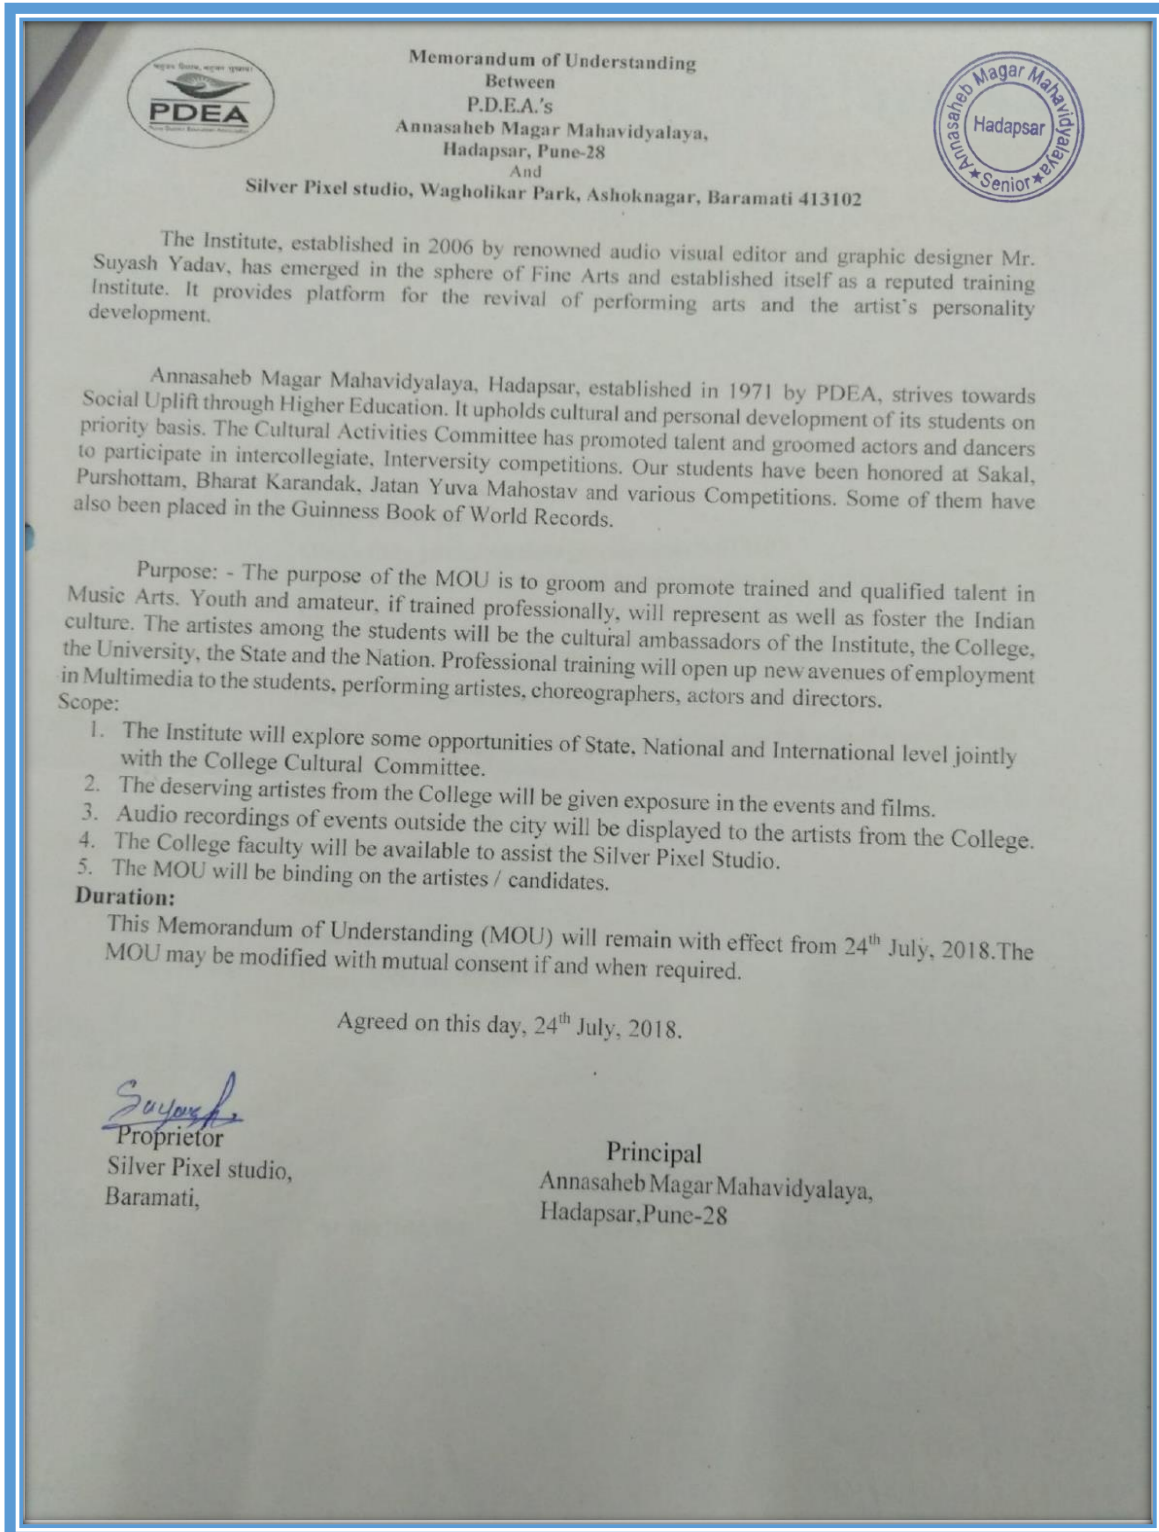 Memorandum of Understanding
Between
P.D.E.A.'s
Annasaheb Magar Mahavidyalaya,
Hadapsar, Pune-28
And
Silver Pixel studio, Wagholikar Park, Ashoknagar, Baramati 413102
PDEA
Annasaheb Magar Mahavidyalaya
Hadapsar
★ Senior ★
The Institute, established in 2006 by renowned audio visual editor and graphic designer Mr.
Suyash Yadav, has emerged in the sphere of Fine Arts and established itself as a reputed training
Institute. It provides platform for the revival of performing arts and the artist`s personality
development.
Annasaheb Magar Mahavidyalaya, Hadapsar, established in 1971 by PDEA, strives towards
Social Uplift through Higher Education. It upholds cultural and personal development of its students on
priority basis. The Cultural Activities Committee has promoted talent and groomed actors and dancers
to participate in intercollegiate, Interversity competitions. Our students have been honored at Sakal,
Purshottam, Bharat Karandak, Jatan Yuva Mahostav and various Competitions. Some of them have
also been placed in the Guinness Book of World Records.
Purpose: - The purpose of the MOU is to groom and promote trained and qualified talent in
Music Arts. Youth and amateur, if trained professionally, will represent as well as foster the Indian
culture. The artistes among the students will be the cultural ambassadors of the Institute, the College,
the University, the State and the Nation. Professional training will open up new avenues of employment
in Multimedia to the students, performing artistes, choreographers, actors and directors.
Scope:
1. The Institute will explore some opportunities of State, National and International level jointly
with the College Cultural Committee.
2. The deserving artistes from the College will be given exposure in the events and films.
3. Audio recordings of events outside the city will be displayed to the artists from the College.
4. The College faculty will be available to assist the Silver Pixel Studio.
5. The MOU will be binding on the artistes / candidates.
Duration:
This Memorandum of Understanding (MOU) will remain with effect from 24th July, 2018.The
MOU may be modified with mutual consent if and when required.
Agreed on this day, 24th July, 2018.
Suyash
Proprietor
Silver Pixel studio,
Baramati,
Principal
Annasaheb Magar Mahavidyalaya,
Hadapsar,Pune-28